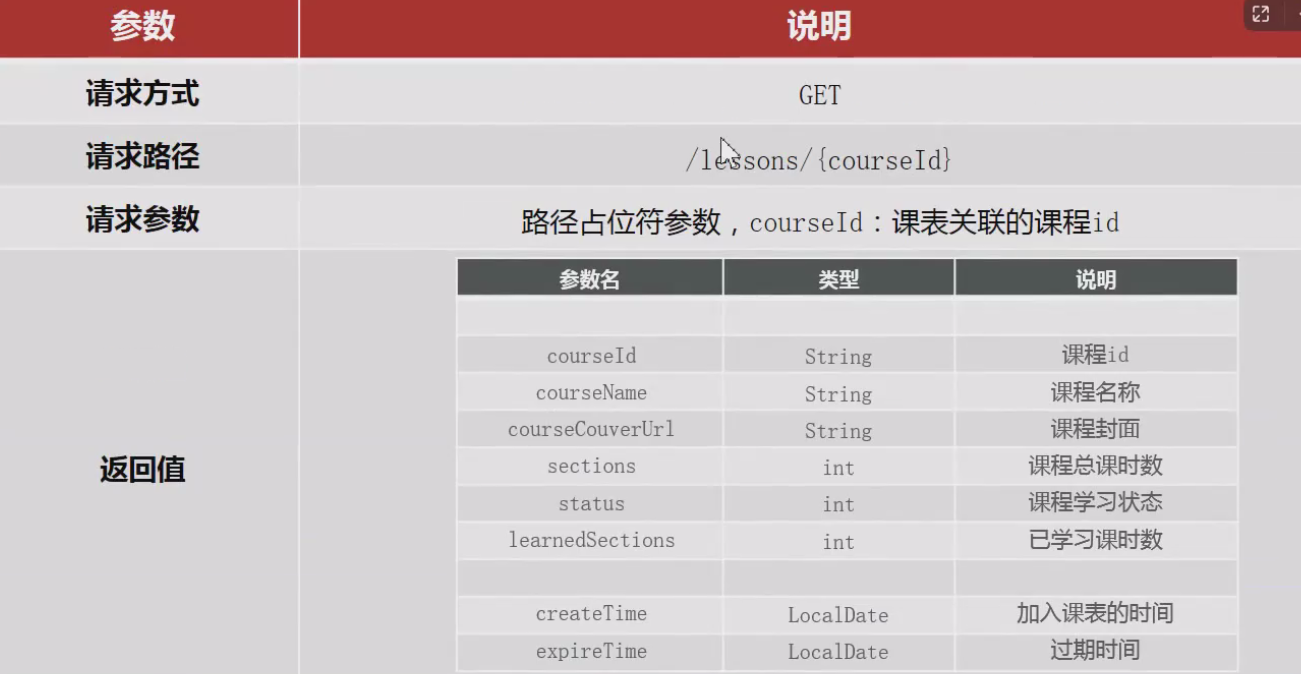 参数 说明
请求方式 GET
请求路径 /lessons/{courseId}
请求参数 路径占位符参数，courseId：课表关联的课程id
返回值
参数名 类型 说明
courseId String 课程id
courseName String 课程名称
courseCouverUrl String 课程封面
sections int 课程总课时数
status int 课程学习状态
learnedSections int 已学习课时数
createTime LocalDate 加入课表的时间
expireTime LocalDate 过期时间